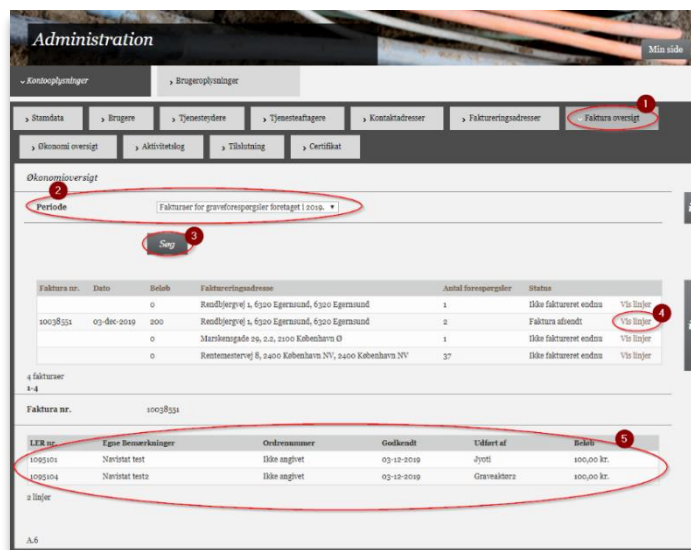 Administration
Min side
Kontooplysninger
Brugeroplysninger
1
Stamdata
Brugere
Tjenesteydere
Tjenesteaftagere
Kontaktadresser
Faktureringsadresser
Faktura oversigt
Økonomi oversigt
Aktivitetslog
Tilslutning
Certifikat
Økonomioversigt
2
Periode Fakturaer for graveforespørgsler foretaget i 2019.
Søg 3
Faktura nr. Dato Beløb Faktureringsadresse Antal forespørgsler Status
0 Rendbjergvej 1, 6320 Egernsund, 6320 Egernsund 1 Ikke faktureret endnu Vis linjer
4
10038551 03-dec-2019 200 Rendbjergvej 1, 6320 Egernsund, 6320 Egernsund 2 Faktura afsendt Vis linjer
0 Marskensgade 29, 2.2, 2100 København Ø 1 Ikke faktureret endnu Vis linjer
0 Rentemestervej 8, 2400 København NV, 2400 København NV 37 Ikke faktureret endnu Vis linjer
4 fakturaer
1-4
Faktura nr. 10038551
5
LER nr. Egne Bemærkninger Ordrenummer Godkendt Udført af Beløb
1095101 Navistat test Ikke angivet 03-12-2019 Jyoti 100,00 kr.
1095104 Navistat test2 Ikke angivet 03-12-2019 Graveaktør2 100,00 kr.
2 linjer
A.6